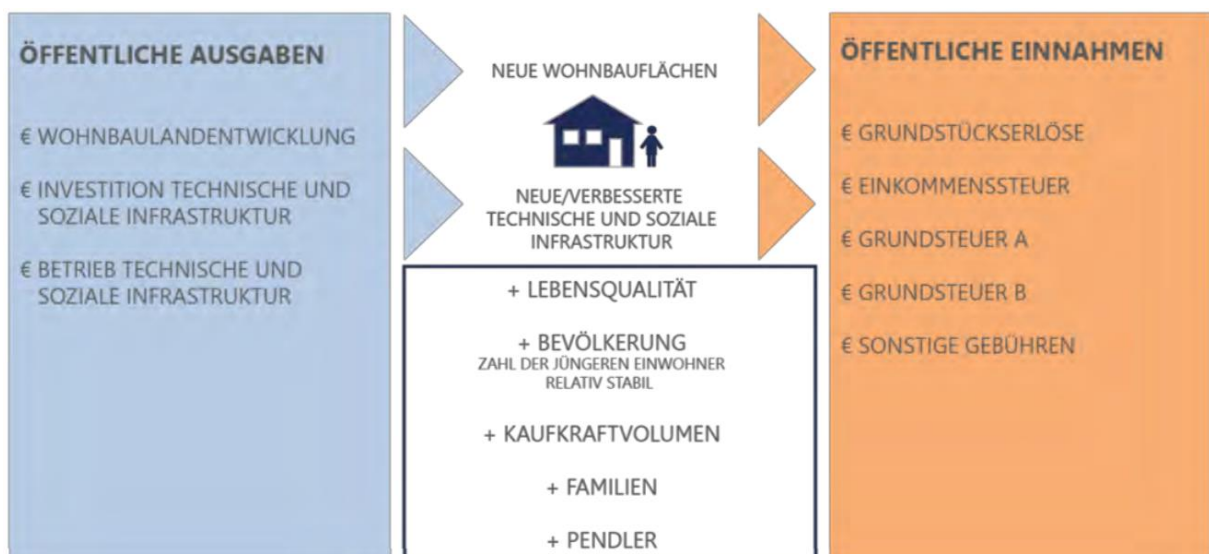 ÖFFENTLICHE AUSGABEN
€ WOHNBAULANDENTWICKLUNG
€ INVESTITION TECHNISCHE UND
SOZIALE INFRASTRUKTUR
€ BETRIEB TECHNISCHE UND
SOZIALE INFRASTRUKTUR
NEUE WOHNBAUFLÄCHEN
NEUE/VERBESSERTE
TECHNISCHE UND SOZIALE
INFRASTRUKTUR
+ LEBENSQUALITÄT
+ BEVÖLKERUNG
ZAHL DER JÜNGEREN EINWOHNER
RELATIV STABIL
+ KAUFKRAFTVOLUMEN
+ FAMILIEN
+ PENDLER
ÖFFENTLICHE EINNAHMEN
€ GRUNDSTÜCKSERLÖSE
€ EINKOMMENSSTEUER
€ GRUNDSTEUER A
€ GRUNDSTEUER B
€ SONSTIGE GEBÜHREN